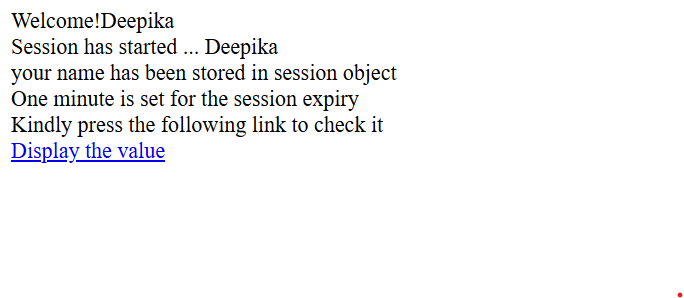 Welcome!Deepika
Session has started ... Deepika
your name has been stored in session object
One minute is set for the session expiry
Kindly press the following link to check it
Display the value